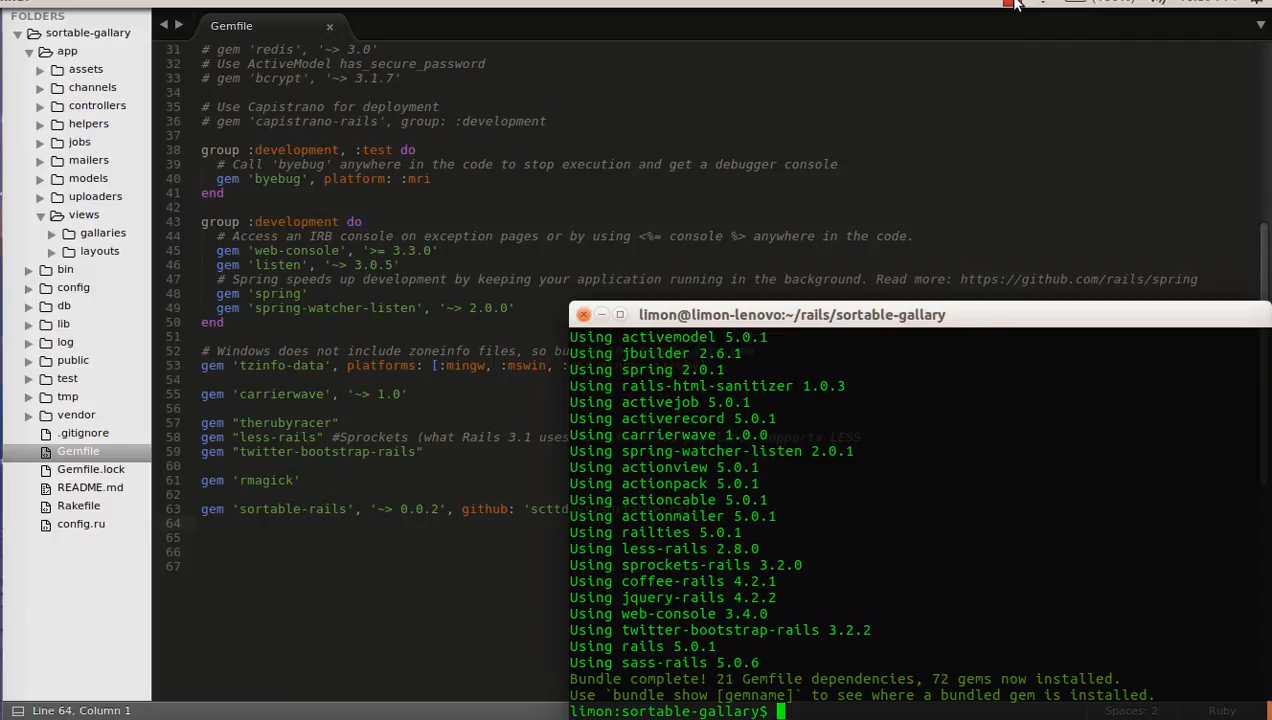 FOLDERS
sortable-gallary
app
assets
channels
controllers
helpers
jobs
mailers
models
uploaders
views
gallaries
layouts
bin
config
db
lib
log
public
test
tmp
vendor
.gitignore
Gemfile
Gemfile.lock
README.md
Rakefile
config.ru
Gemfile ×
31 # gem 'redis', '~> 3.0'
32 # Use ActiveModel has_secure_password
33 # gem 'bcrypt', '~> 3.1.7'
34
35 # Use Capistrano for deployment
36 # gem 'capistrano-rails', group: :development
37
38 group :development, :test do
39 # Call 'byebug' anywhere in the code to stop execution and get a debugger console
40 gem 'byebug', platform: :mri
41 end
42
43 group :development do
44 # Access an IRB console on exception pages or by using <%= console %> anywhere in the code.
45 gem 'web-console', '>= 3.3.0'
46 gem 'listen', '~> 3.0.5'
47 # Spring speeds up development by keeping your application running in the background. Read more: https://github.com/rails/spring
48 gem 'spring'
49 gem 'spring-watcher-listen', '~> 2.0.0'
50 end
51
52 # Windows does not include zoneinfo files, so
53 gem 'tzinfo-data', platforms: [:mingw, :mswin,
54
55 gem 'carrierwave', '~> 1.0'
56
57 gem "therubyracer"
58 gem "less-rails" #Sprockets (what Rails 3.1 uses supports LESS
59 gem "twitter-bootstrap-rails"
60
61 gem 'rmagick'
62
63 gem 'sortable-rails', '~> 0.0.2', github: 'scttd
64
65
66
67
limon@limon-lenovo:~/rails/sortable-gallary
Using activemodel 5.0.1
Using jbuilder 2.6.1
Using spring 2.0.1
Using rails-html-sanitizer 1.0.3
Using activejob 5.0.1
Using activerecord 5.0.1
Using carrierwave 1.0.0
Using spring-watcher-listen 2.0.1
Using actionview 5.0.1
Using actionpack 5.0.1
Using actioncable 5.0.1
Using actionmailer 5.0.1
Using railties 5.0.1
Using less-rails 2.8.0
Using sprockets-rails 3.2.0
Using coffee-rails 4.2.1
Using jquery-rails 4.2.2
Using web-console 3.4.0
Using twitter-bootstrap-rails 3.2.2
Using rails 5.0.1
Using sass-rails 5.0.6
Bundle complete! 21 Gemfile dependencies, 72 gems now installed.
Use `bundle show [gemname]` to see where a bundled gem is installed.
limon:sortable-gallary$
Line 64, Column 1
Spaces: 2
Ruby